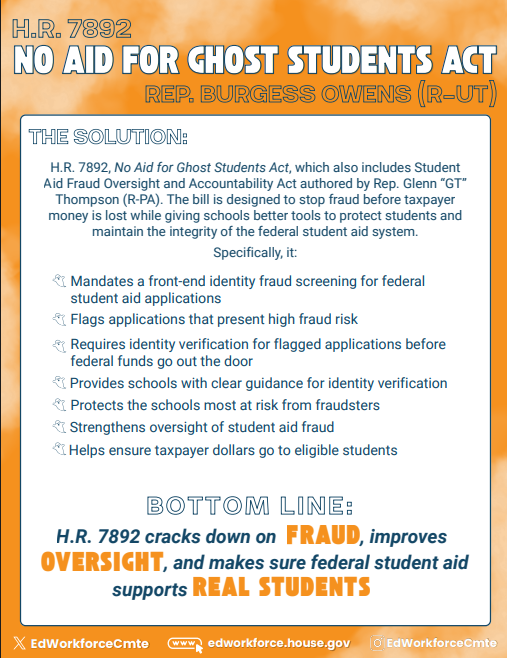 H.R. 7892
NO AID FOR GHOST STUDENTS ACT
REP. BURGESS OWENS (R-UT)
THE SOLUTION:
H.R. 7892, No Aid for Ghost Students Act, which also includes Student
Aid Fraud Oversight and Accountability Act authored by Rep. Glenn “GT”
Thompson (R-PA). The bill is designed to stop fraud before taxpayer
money is lost while giving schools better tools to protect students and
maintain the integrity of the federal student aid system.
Specifically, it:
Mandates a front-end identity fraud screening for federal
student aid applications
Flags applications that present high fraud risk
Requires identity verification for flagged applications before
federal funds go out the door
Provides schools with clear guidance for identity verification
Protects the schools most at risk from fraudsters
Strengthens oversight of student aid fraud
Helps ensure taxpayer dollars go to eligible students
BOTTOM LINE:
H.R. 7892 cracks down on FRAUD, improves
OVERSIGHT, and makes sure federal student aid
supports REAL STUDENTS
EdWorkforceCmte www edworkforce.house.gov EdWorkforceCmte